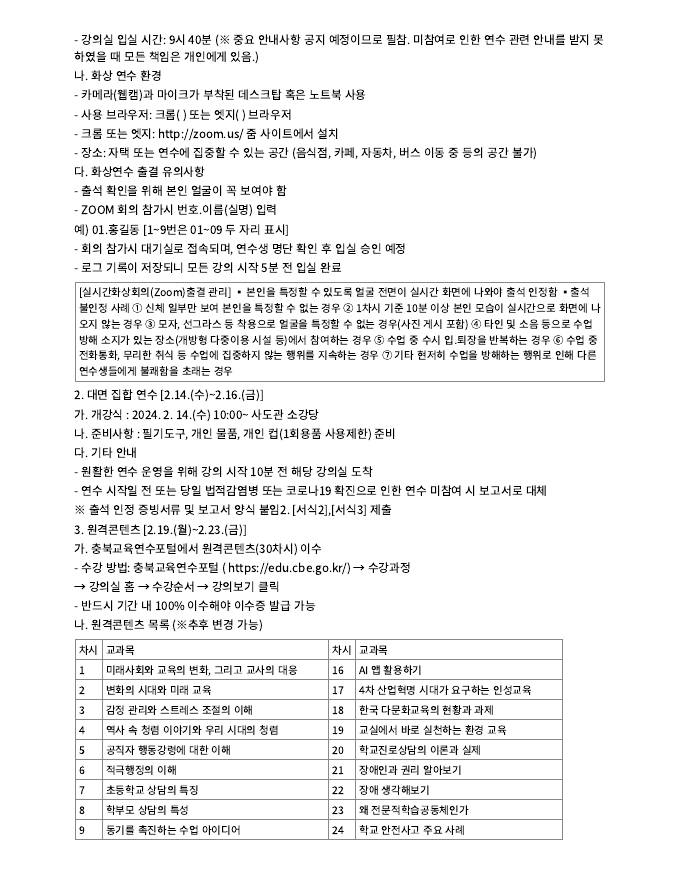 - 강의실 입실 시간: 9시 40분 (※ 중요 안내사항 공지 예정이므로 필참. 미참여로 인한 연수 관련 안내를 받지 못
하였을 때 모든 책임은 개인에게 있음.)
나. 화상 연수 환경
- 카메라(웹캠)과 마이크가 부착된 데스크탑 혹은 노트북 사용
- 사용 브라우저: 크롬( ) 또는 엣지( ) 브라우저
- 크롬 또는 엣지: http://zoom.us/ 줌 사이트에서 설치
- 장소: 자택 또는 연수에 집중할 수 있는 공간 (음식점, 카페, 자동차, 버스 이동 중 등의 공간 불가)
다. 화상연수 출결 유의사항
- 출석 확인을 위해 본인 얼굴이 꼭 보여야 함
- ZOOM 회의 참가시 번호.이름(실명) 입력
예) 01.홍길동 [1~9번은 01~09 두 자리 표시]
- 회의 참가시 대기실로 접속되며, 연수생 명단 확인 후 입실 승인 예정
- 로그 기록이 저장되니 모든 강의 시작 5분 전 입실 완료
[실시간화상회의(Zoom)출결 관리] ▪ 본인을 특정할 수 있도록 얼굴 전면이 실시간 화면에 나와야 출석 인정함 ▪ 출석
불인정 사례 ① 신체 일부만 보여 본인을 특정할 수 없는 경우 ② 1차시 기준 10분 이상 본인 모습이 실시간으로 화면에 나
오지 않는 경우 ③ 모자, 선그라스 등 착용으로 얼굴을 특정할 수 없는 경우(사진 게시 포함) ④ 타인 및 소음 등으로 수업
방해 소지가 있는 장소(개방형 다중이용 시설 등)에서 참여하는 경우 ⑤ 수업 중 수시 입.퇴장을 반복하는 경우 ⑥ 수업 중
전화통화, 무리한 취식 등 수업에 집중하지 않는 행위를 지속하는 경우 ⑦ 기타 현저히 수업을 방해하는 행위로 인해 다른
연수생들에게 불쾌함을 초래는 경우
2. 대면 집합 연수 [2.14.(수)~2.16.(금)]
가. 개강식 : 2024. 2. 14.(수) 10:00~ 사도관 소강당
나. 준비사항 : 필기도구, 개인 물품, 개인 컵(1회용품 사용제한) 준비
다. 기타 안내
- 원활한 연수 운영을 위해 강의 시작 10분 전 해당 강의실 도착
- 연수 시작일 전 또는 당일 법적감염병 또는 코로나19 확진으로 인한 연수 미참여 시 보고서로 대체
※ 출석 인정 증빙서류 및 보고서 양식 붙임2. [서식2],[서식3] 제출
3. 원격콘텐츠 [2.19.(월)~2.23.(금)]
가. 충북교육연수포털에서 원격콘텐츠(30차시) 이수
- 수강 방법: 충북교육연수포털 ( https://edu.cbe.go.kr/) → 수강과정
→ 강의실 홈 → 수강순서 → 강의보기 클릭
- 반드시 기간 내 100% 이수해야 이수증 발급 가능
나. 원격콘텐츠 목록 (※추후 변경 가능)
차시 교과목 차시 교과목
1 미래사회와 교육의 변화, 그리고 교사의 대응 16 AI 앱 활용하기
2 변화의 시대와 미래 교육 17 4차 산업혁명 시대가 요구하는 인성교육
3 감정 관리와 스트레스 조절의 이해 18 한국 다문화교육의 현황과 과제
4 역사 속 청렴 이야기와 우리 시대의 청렴 19 교실에서 바로 실천하는 환경 교육
5 공직자 행동강령에 대한 이해 20 학교진로상담의 이론과 실제
6 적극행정의 이해 21 장애인과 권리 알아보기
7 초등학교 상담의 특징 22 장애 생각해보기
8 학부모 상담의 특성 23 왜 전문적학습공동체인가
9 동기를 촉진하는 수업 아이디어 24 학교 안전사고 주요 사례